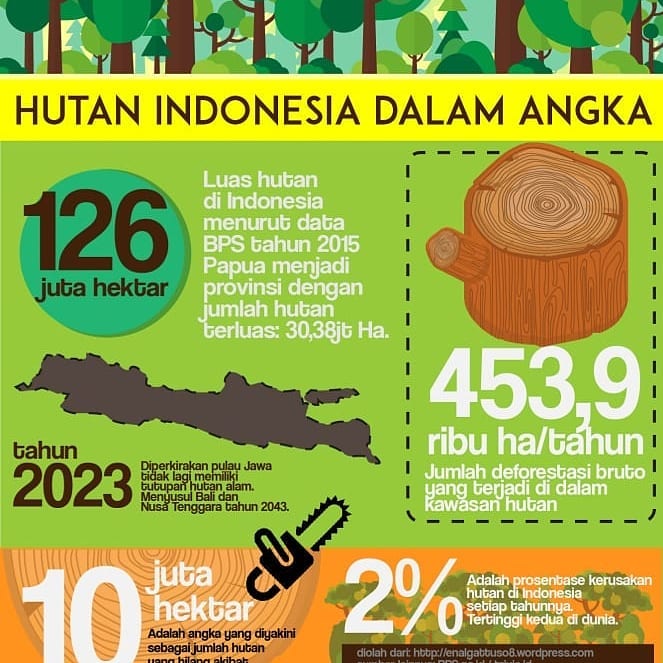 HUTAN INDONESIA DALAM ANGKA
126
juta hektar
Luas hutan
di Indonesia
menurut data
BPS tahun 2015
Papua menjadi
provinsi dengan
jumlah hutan
terluas: 30,38jt Ha.
453,9
ribu ha/tahun
Jumlah deforestasi bruto
yang terjadi di dalam
kawasan hutan
tahun
2023
Diperkirakan pulau Jawa
tidak lagi memiliki
tutupan hutan alam.
Menyusul Bali dan
Nusa Tenggara tahun 2043.
10
juta
hektar
Adalah angka yang diyakini
sebagai jumlah hutan
yang hilang akibat
2%
Adalah prosentase kerusakan
hutan di Indonesia
setiap tahunnya.
Tertinggi kedua di dunia.
diolah dari: http://enalgattuso8.wordpress.com